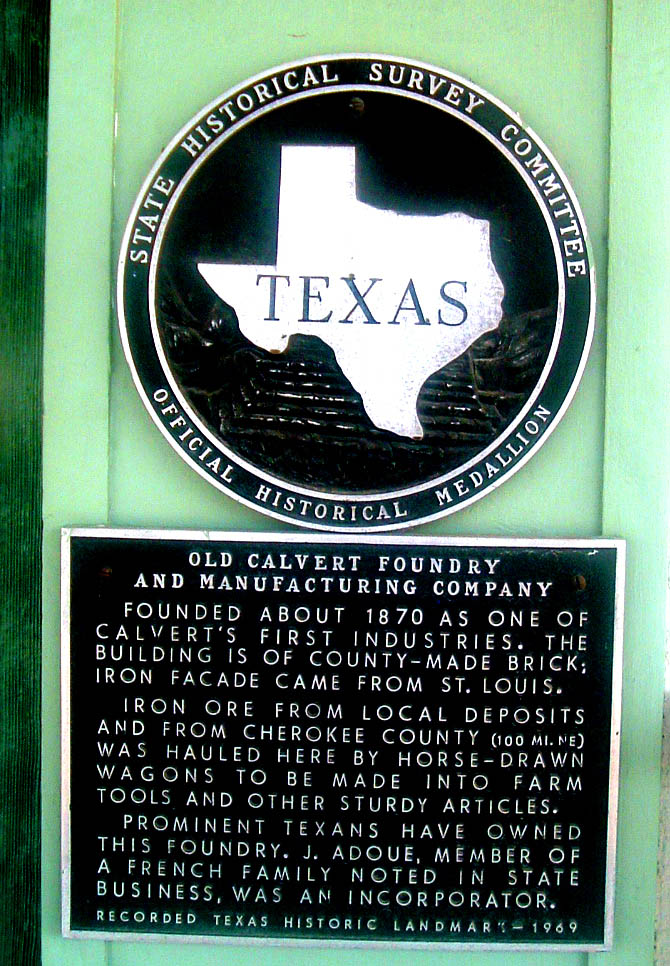 STATE HISTORICAL SURVEY COMMITTEE
TEXAS
OFFICIAL HISTORICAL MEDALLION
OLD CALVERT FOUNDRY
AND MANUFACTURING COMPANY
FOUNDED ABOUT 1870 AS ONE OF
CALVERT'S FIRST INDUSTRIES. THE
BUILDING IS OF COUNTY-MADE BRICK;
IRON FACADE CAME FROM ST. LOUIS.
IRON ORE FROM LOCAL DEPOSITS
AND FROM CHEROKEE COUNTY (100 MI. NE)
WAS HAULED HERE BY HORSE-DRAWN
WAGONS TO BE MADE INTO FARM
TOOLS AND OTHER STURDY ARTICLES.
PROMINENT TEXANS HAVE OWNED
THIS FOUNDRY. J. ADOUE, MEMBER OF
A FRENCH FAMILY NOTED IN STATE
BUSINESS, WAS AN INCORPORATOR.
RECORDED TEXAS HISTORIC LANDMARK - 1969